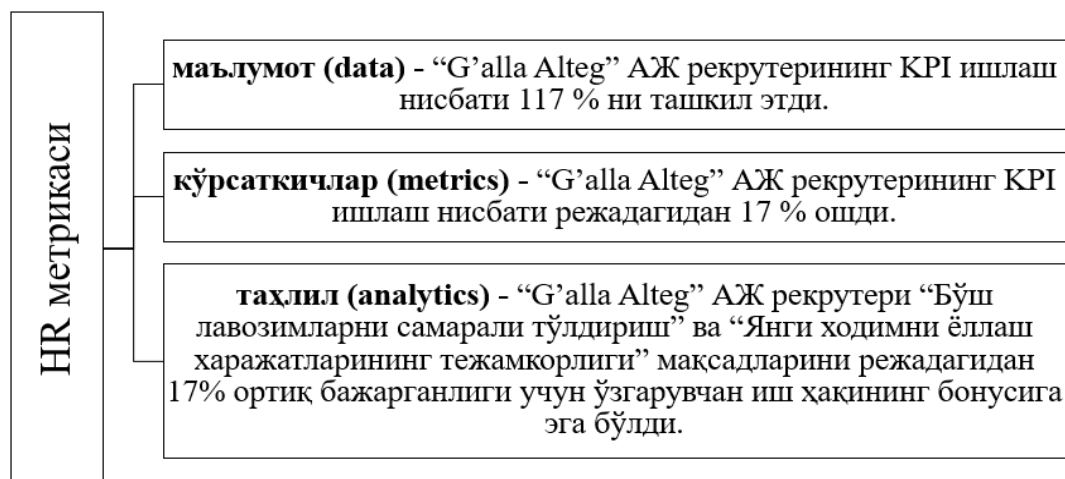 HR метрикаси
маълумот (data) - “G’alla Alteg” АЖ рекрутерининг KPI ишлаш
нисбати 117 % ни ташкил этди.
кўрсаткичлар (metrics) - “G’alla Alteg” АЖ рекрутерининг KPI
ишлаш нисбати режадагидан 17 % ошди.
таҳлил (analytics) - “G’alla Alteg” АЖ рекрутери “Бўш
лавозимларни самарали тўлдириш” ва “Янги ходимни ёллаш
харажатларининг тежамкорлиги” мақсадларини режадагидан
17% ортиқ бажарганлиги учун ўзгарувчан иш ҳақининг бонусига
эга бўлди.